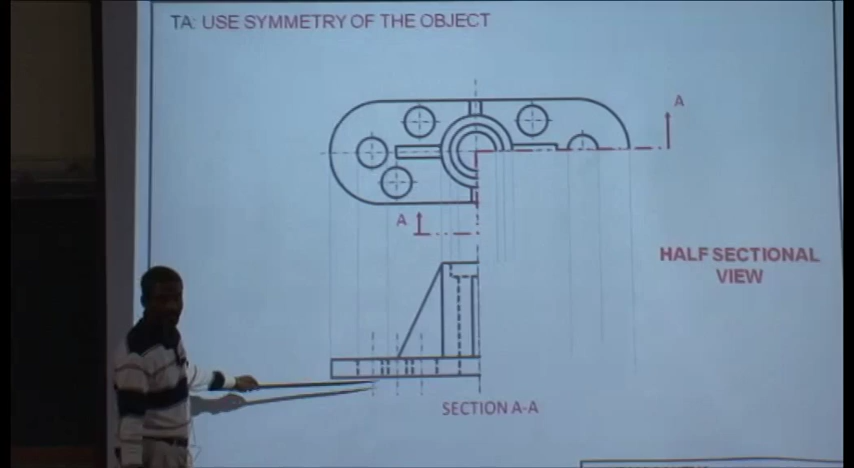 TA: USE SYMMETRY OF THE OBJECT
A
A
HALF SECTIONAL
VIEW
SECTION A-A